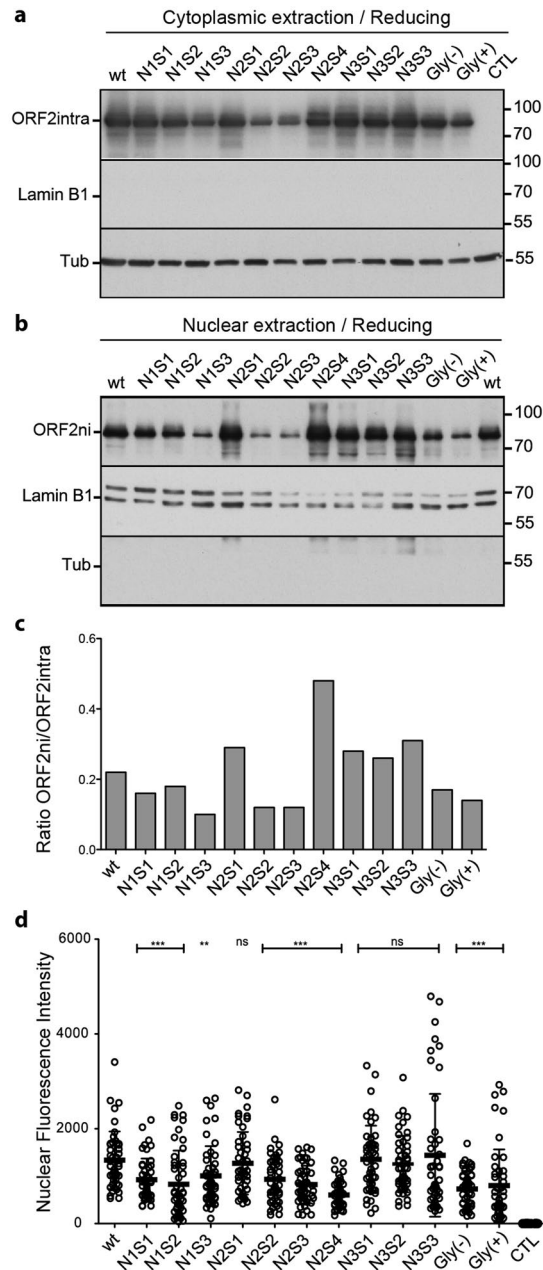 a
Cytoplasmic extraction / Reducing
wt N1S1 N1S2 N1S3 N2S1 N2S2 N2S3 N2S4 N3S1 N3S2 N3S3 Gly(-) Gly(+) CTL
ORF2intra
100
70
Lamin B1
100
70
55
Tub
55
b
Nuclear extraction / Reducing
wt N1S1 N1S2 N1S3 N2S1 N2S2 N2S3 N2S4 N3S1 N3S2 N3S3 Gly(-) Gly(+) wt
ORF2ni
100
70
Lamin B1
70
55
Tub
55
c
Ratio ORF2ni/ORF2intra
0.6
0.4
0.2
0.0
wt N1S1 N1S2 N1S3 N2S1 N2S2 N2S3 N2S4 N3S1 N3S2 N3S3 Gly(-) Gly(+)
d
Nuclear Fluorescence Intensity
6000
4000
2000
0
*** ** ns *** ns ***
wt N1S1 N1S2 N1S3 N2S1 N2S2 N2S3 N2S4 N3S1 N3S2 N3S3 Gly(-) Gly(+) CTL